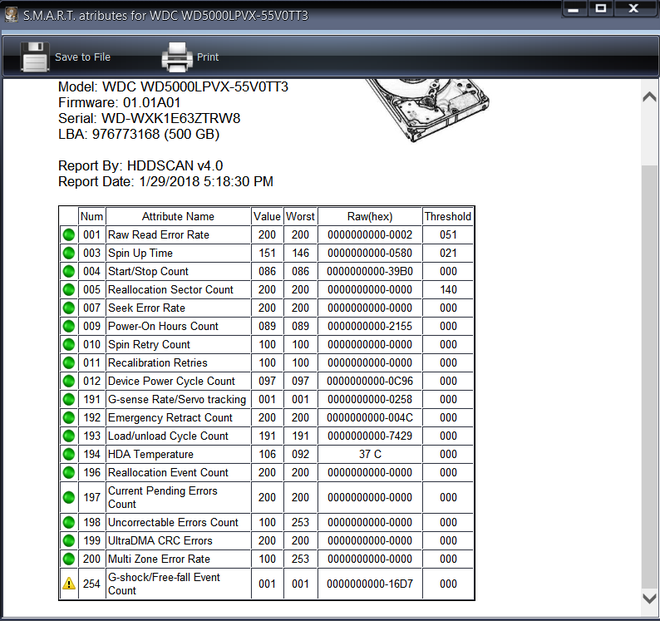 S.M.A.R.T. atributes for WDC WD5000LPVX-55V0TT3
Save to File Print
Model: WDC WD5000LPVX-55V0TT3
Firmware: 01.01A01
Serial: WD-WXK1E63ZTRW8
LBA: 976773168 (500 GB)
Report By: HDDSCAN v4.0
Report Date: 1/29/2018 5:18:30 PM
Num Attribute Name Value Worst Raw(hex) Threshold
001 Raw Read Error Rate 200 200 0000000000-0002 051
003 Spin Up Time 151 146 0000000000-0580 021
004 Start/Stop Count 086 086 0000000000-39B0 000
005 Reallocation Sector Count 200 200 0000000000-0000 140
007 Seek Error Rate 200 200 0000000000-0000 000
009 Power-On Hours Count 089 089 0000000000-2155 000
010 Spin Retry Count 100 100 0000000000-0000 000
011 Recalibration Retries 100 100 0000000000-0000 000
012 Device Power Cycle Count 097 097 0000000000-0C96 000
191 G-sense Rate/Servo tracking 001 001 0000000000-0258 000
192 Emergency Retract Count 200 200 0000000000-004C 000
193 Load/unload Cycle Count 191 191 0000000000-7429 000
194 HDA Temperature 106 092 37 C 000
196 Reallocation Event Count 200 200 0000000000-0000 000
197 Current Pending Errors Count 200 200 0000000000-0000 000
198 Uncorrectable Errors Count 100 253 0000000000-0000 000
199 UltraDMA CRC Errors 200 200 0000000000-0000 000
200 Multi Zone Error Rate 100 253 0000000000-0000 000
254 G-shock/Free-fall Event Count 001 001 0000000000-16D7 000